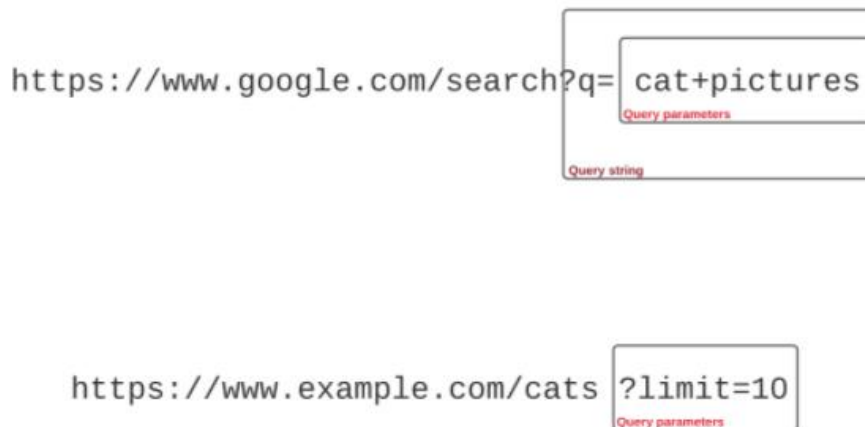 https://www.google.com/search?q= cat+pictures
Query parameters
Query string
https://www.example.com/cats ?limit=10
Query parameters